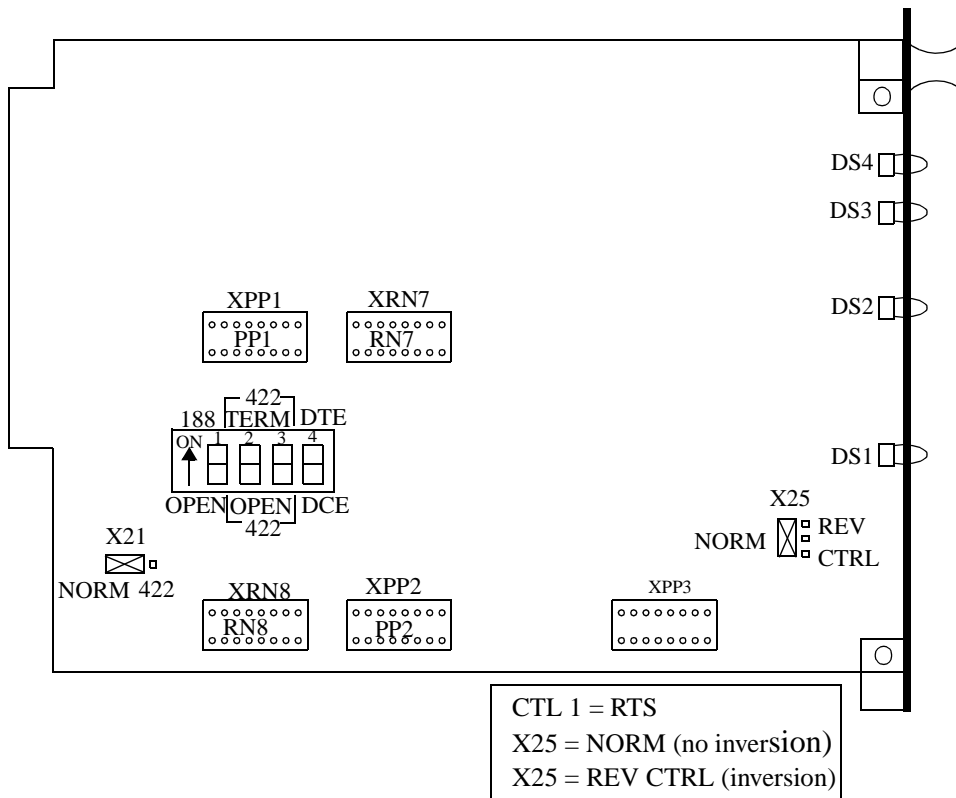 DS4
DS3
XPP1 XRN7
PP1 RN7
DS2
422
188 TERM DTE
ON 1 2 3 4
OPEN OPEN DCE
422
DS1
X25
REV
NORM
CTRL
X21
NORM 422
XRN8 XPP2 XPP3
RN8 PP2
CTL 1 = RTS
X25 = NORM (no inversion)
X25 = REV CTRL (inversion)